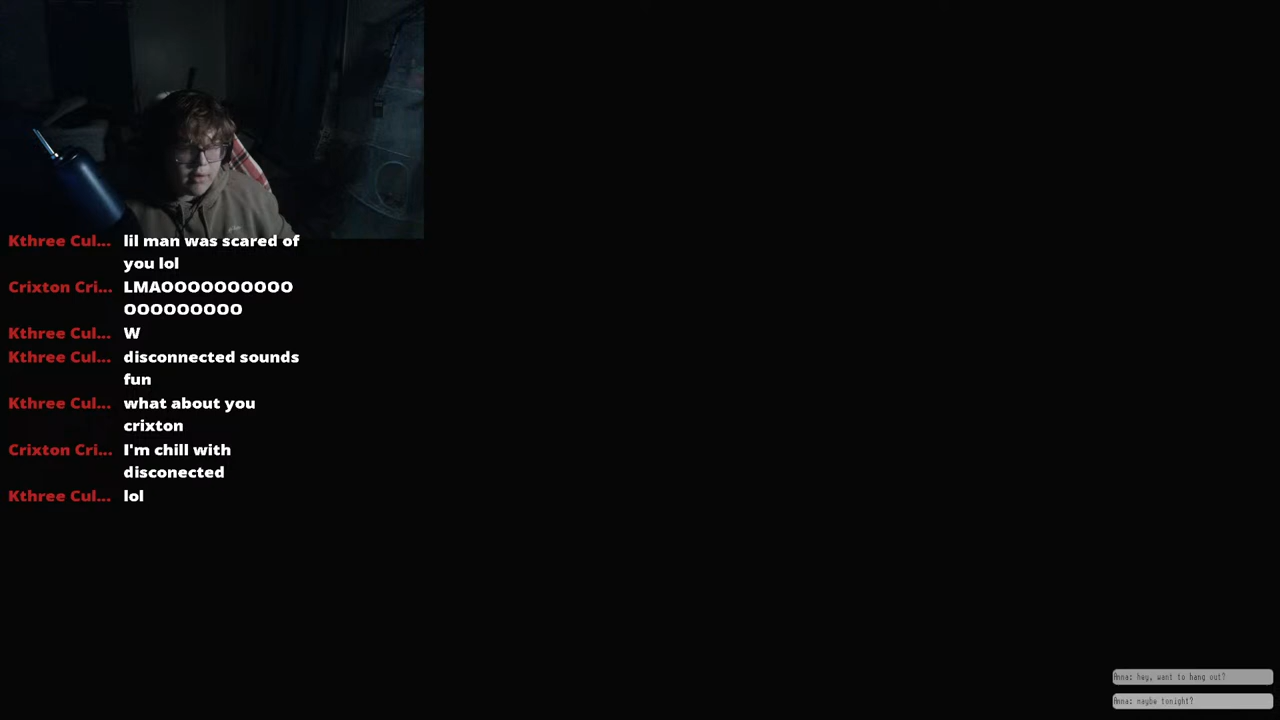 Kthree Cul... lil man was scared of
you lol
Crixton Cri... LMAOOOOOOOOOO
OOOOOOOOO
Kthree Cul... W
Kthree Cul... disconnected sounds
fun
Kthree Cul... what about you
crixton
Crixton Cri... I'm chill with
disconected
Kthree Cul... lol
Anna: hey, want to hang out?
Anna: maybe tonight?